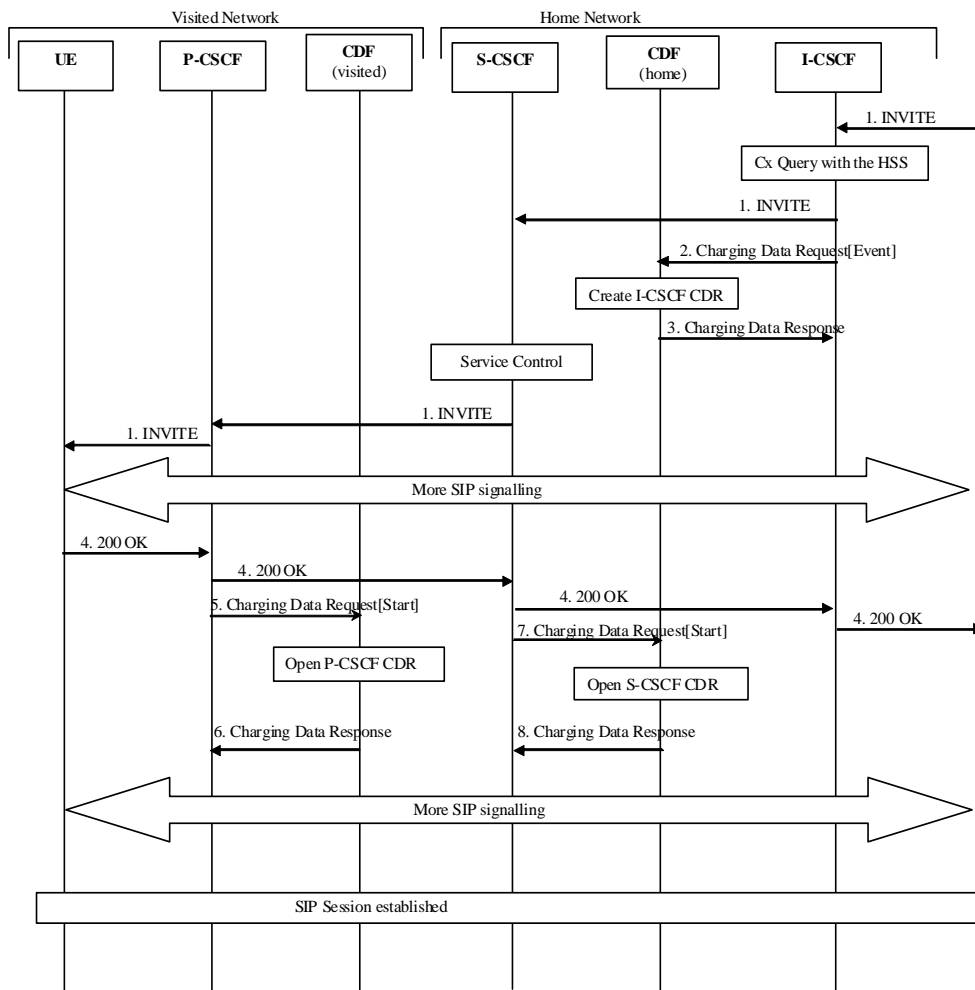 Visited Network
Home Network
UE
P-CSCF
CDF
(visited)
S-CSCF
CDF
(home)
I-CSCF
1. INVITE
Cx Query with the HSS
1. INVITE
2. Charging Data Request[Event]
Create I-CSCF CDR
3. Charging Data Response
Service Control
1. INVITE
1. INVITE
More SIP signalling
4. 200 OK
4. 200 OK
5. Charging Data Request[Start]
4. 200 OK
4. 200 OK
7. Charging Data Request[Start]
Open P-CSCF CDR
Open S-CSCF CDR
6. Charging Data Response
8. Charging Data Response
More SIP signalling
SIP Session established